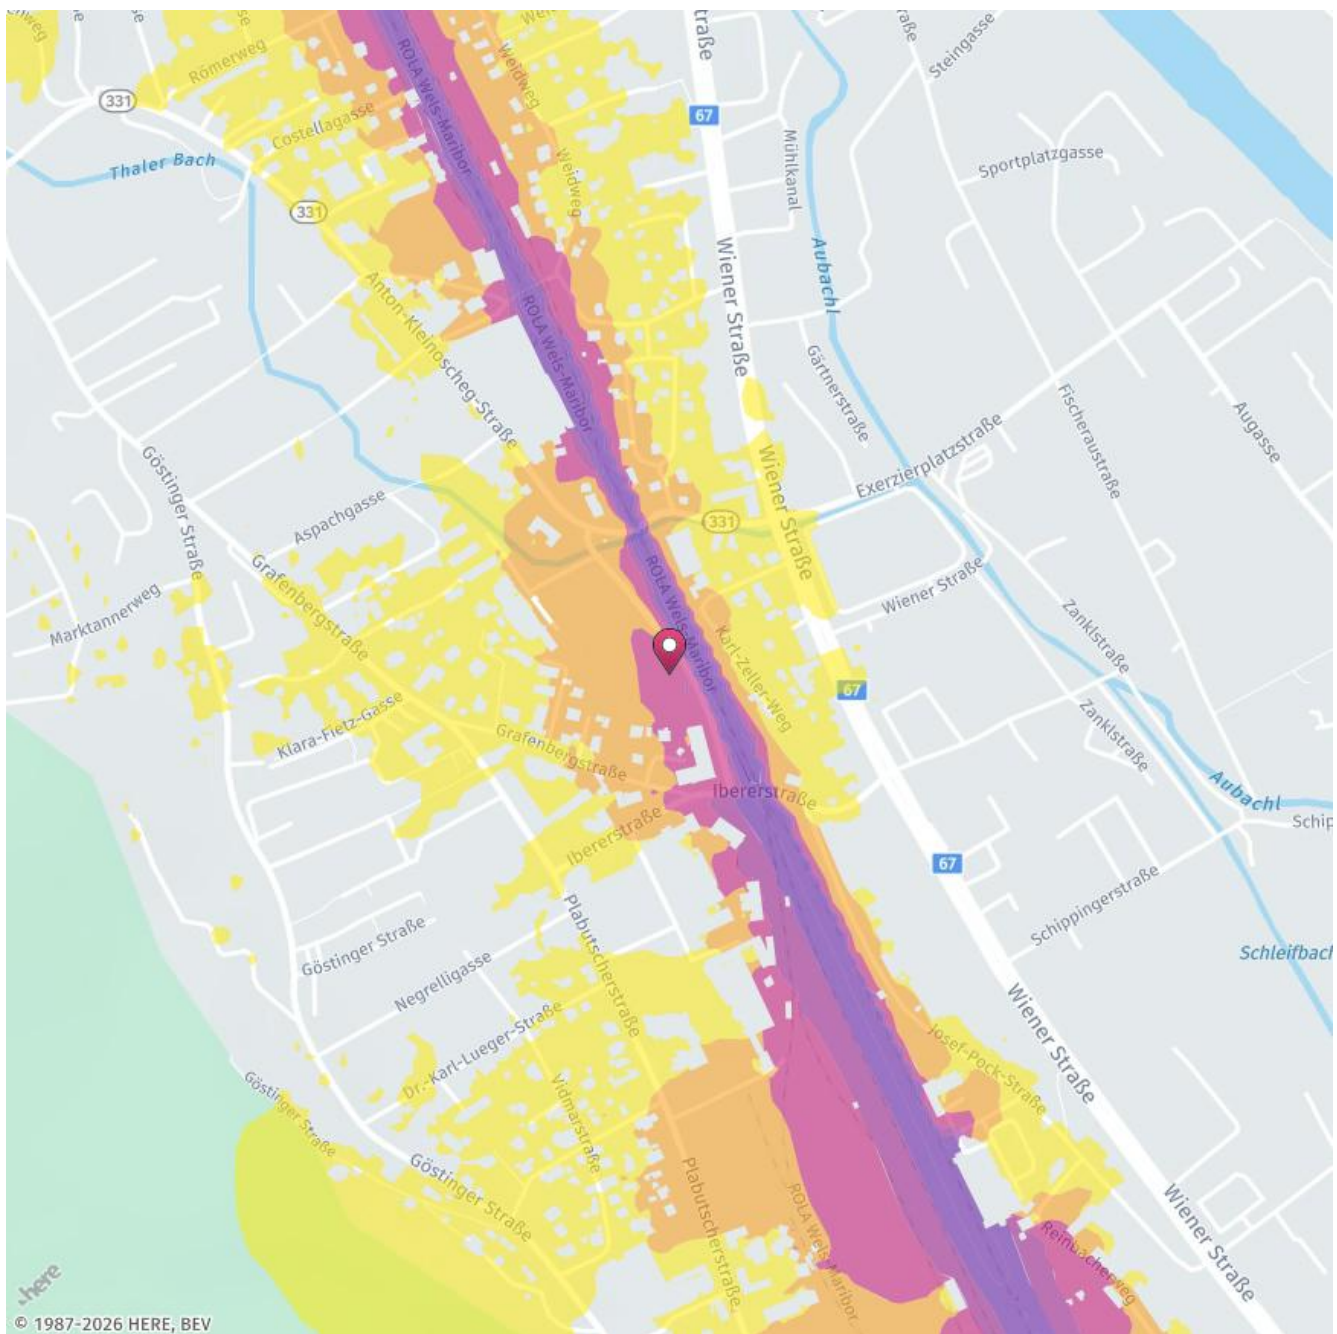 Römerweg
331
Costellagasse
Thaler Bach
331
ROLA Wels-Maribor
Weidweg
Weidweg
67
Steingasse
Sportplatzgasse
Mühlkanal
Aubachl
Wiener Straße
Gärtnerstraße
Anton-Kleinoscheg-Straße
ROLA Wels-Maribor
Fischeraustraße
Augasse
Exerzierplatzstraße
Göstinger Straße
Aspachgasse
Wiener Straße
331
Grafenbergstraße
Marktannerweg
ROLA Wels-Maribor
Wiener Straße
Zanklstraße
Karl-Zeller-Weg
67
Klara-Fietz-Gasse
Grafenbergstraße
Zanklstraße
Ibererstraße
Aubachl
Schip
Ibererstraße
67
Schippingerstraße
Plabutscherstraße
Göstinger Straße
Negrelligasse
Schleifbach
Dr.-Karl-Lueger-Straße
Wiener Straße
Josef-Pock-Straße
Göstinger Straße
Vidmarstraße
Göstinger Straße
Plabutscherstraße
ROLA Wels-Maribor
Reinbacherweg
Wiener Straße
here
© 1987-2026 HERE, BEV